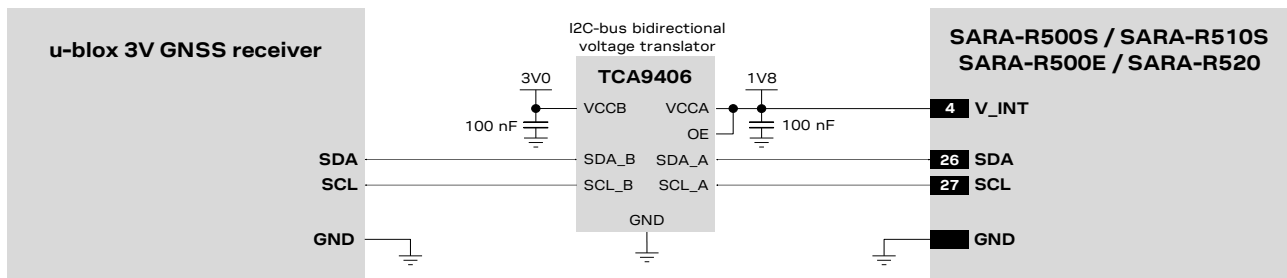 u-blox 3V GNSS receiver
I2C-bus bidirectional
voltage translator
TCA9406
SARA-R500S / SARA-R510S
SARA-R500E / SARA-R520
3V0
1V8
VCCB
VCCA
4
V_INT
100 nF
OE
100 nF
SDA
SDA_B
SDA_A
26
SDA
SCL
SCL_B
SCL_A
27
SCL
GND
GND
GND